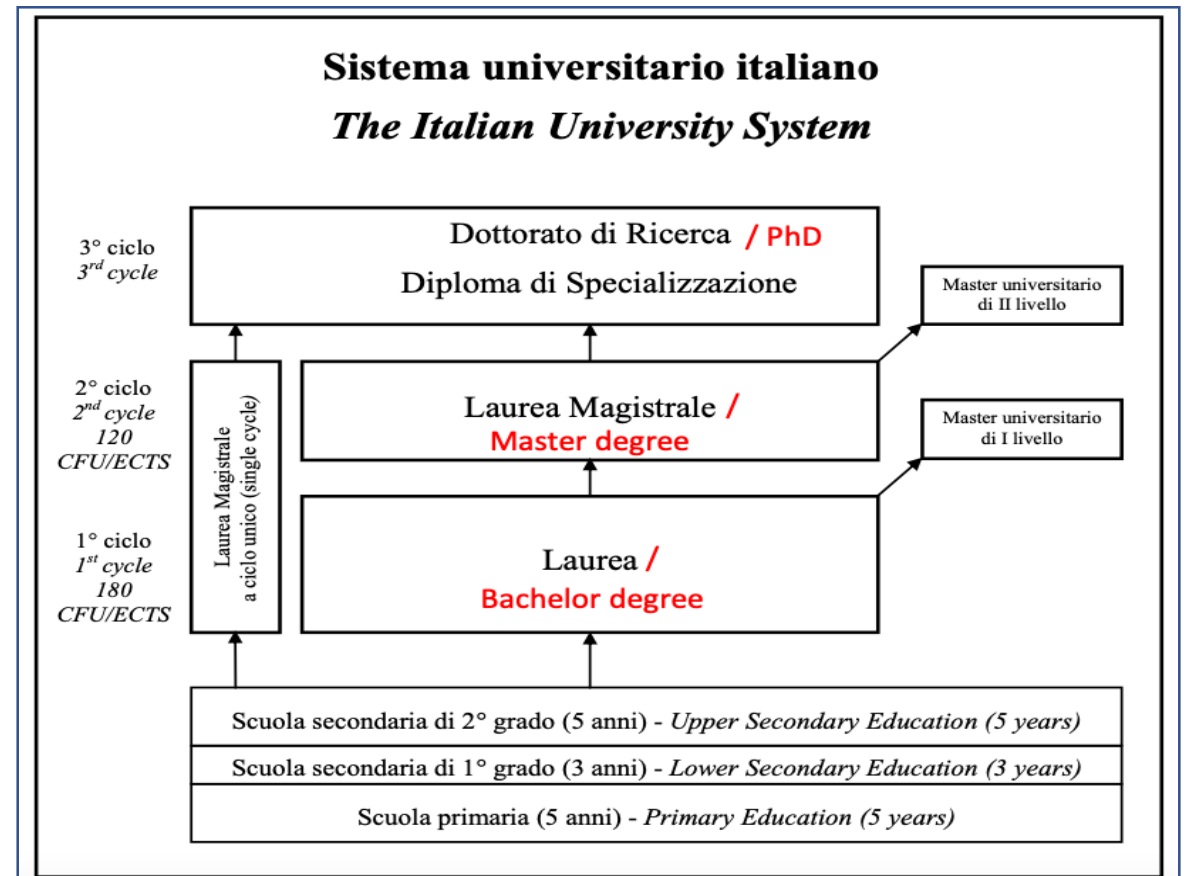 Sistema universitario italiano
The Italian University System
3° ciclo
3rd cycle
Dottorato di Ricerca / PhD
Diploma di Specializzazione
Master universitario
di II livello
2° ciclo
2nd cycle
120
CFU/ECTS
Laurea Magistrale
a ciclo unico (single cycle)
Laurea Magistrale /
Master degree
Master universitario
di I livello
1° ciclo
1st cycle
180
CFU/ECTS
Laurea /
Bachelor degree
Scuola secondaria di 2° grado (5 anni) - Upper Secondary Education (5 years)
Scuola secondaria di 1° grado (3 anni) - Lower Secondary Education (3 years)
Scuola primaria (5 anni) - Primary Education (5 years)